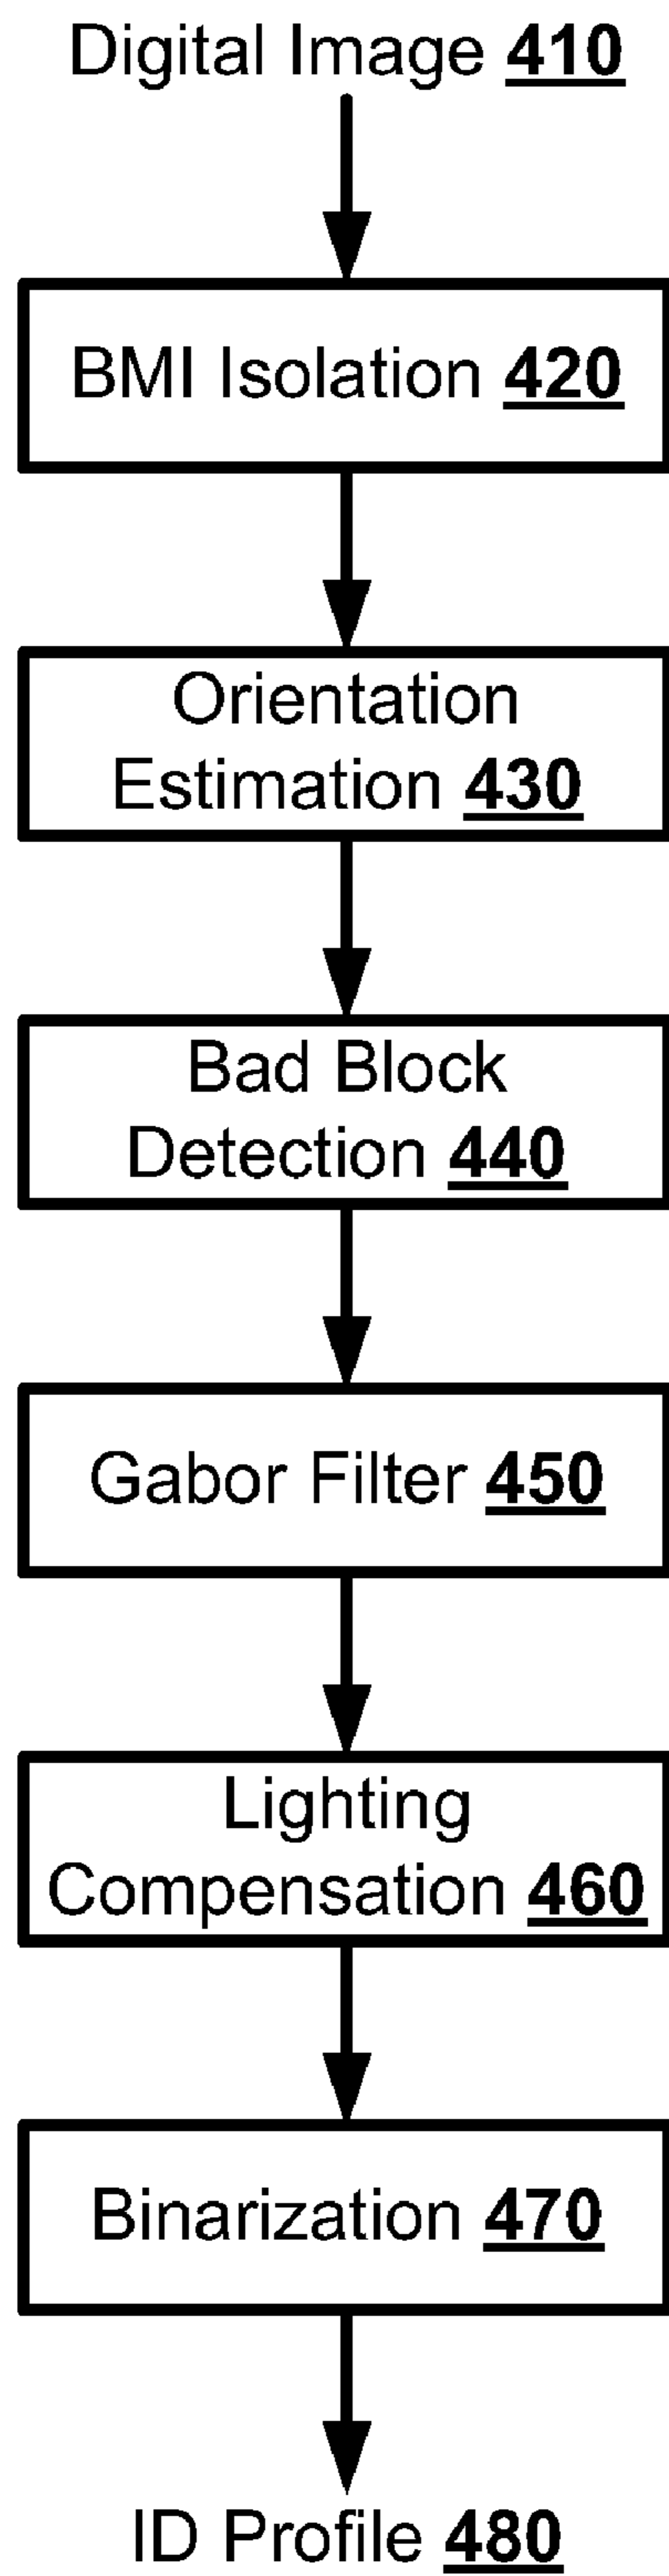 Digital Image 410
BMI Isolation 420
Orientation
Estimation 430
Bad Block
Detection 440
Gabor Filter 450
Lighting
Compensation 460
Binarization 470
ID Profile 480